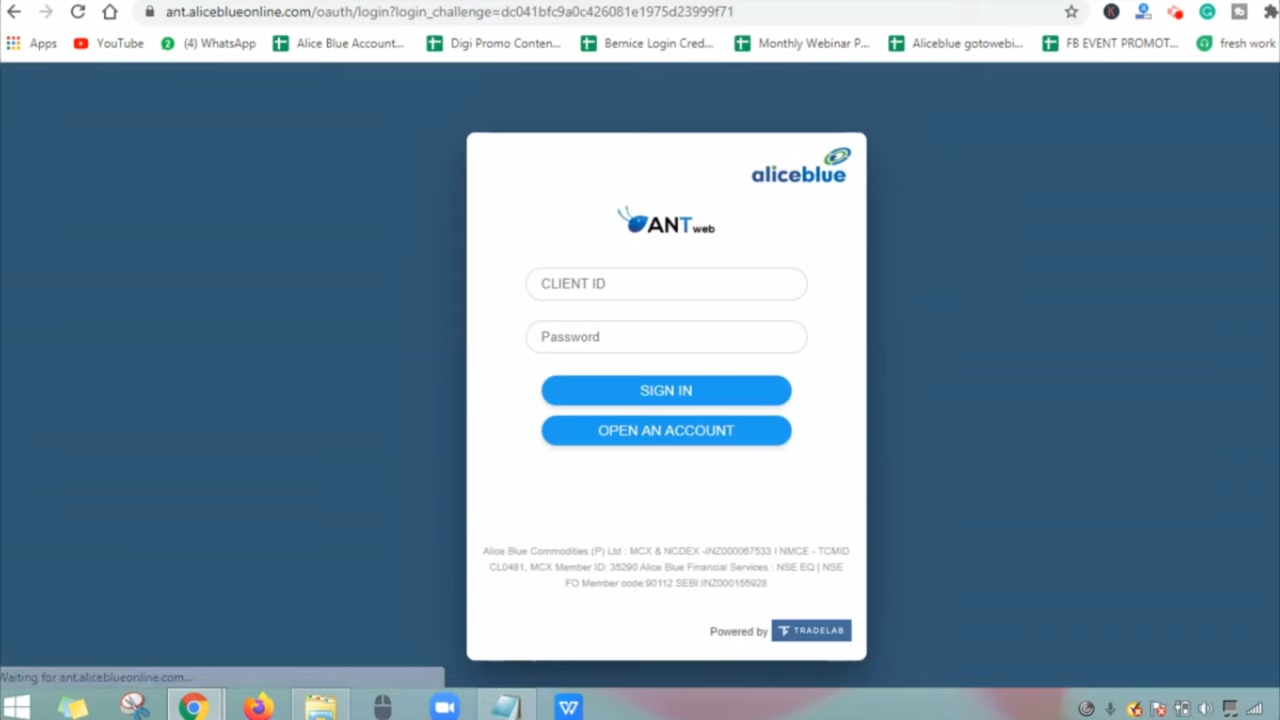 ant.aliceblueonline.com/oauth/login?login_challenge=dc041bfc9a0c426081e1975d23999f71
Apps YouTube (4) WhatsApp Alice Blue Account... Digi Promo Conten... Bernice Login Cred... Monthly Webinar P... Aliceblue gotowebi... FB EVENT PROMOT... fresh work
aliceblue
ANT web
CLIENT ID
Password
SIGN IN
OPEN AN ACCOUNT
Alice Blue Commodities (P) Ltd : MCX & NCDEX -INZ000067533 I NMCE - TCMID
CL0481, MCX Member ID: 35290 Alice Blue Financial Services : NSE EQ | NSE
FO Member code:90112 SEBI:INZ000155928
Powered by TRADELAB
Waiting for ant.aliceblueonline.com...